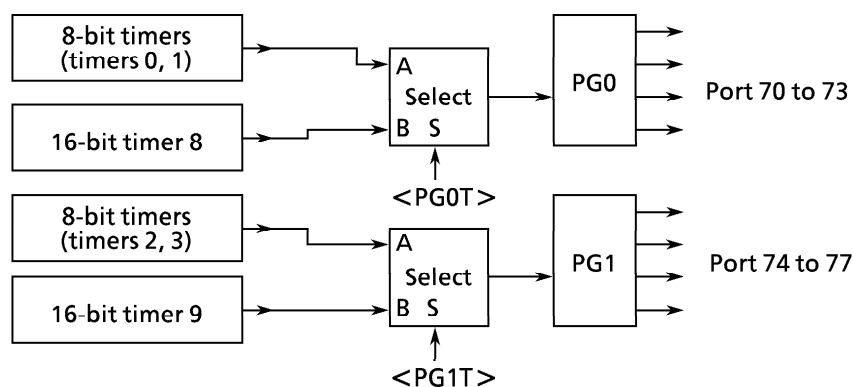 8-bit timers
(timers 0, 1)
A
Select
PG0
Port 70 to 73
16-bit timer 8
B S
<PG0T>
8-bit timers
(timers 2, 3)
A
Select
PG1
Port 74 to 77
16-bit timer 9
B S
<PG1T>